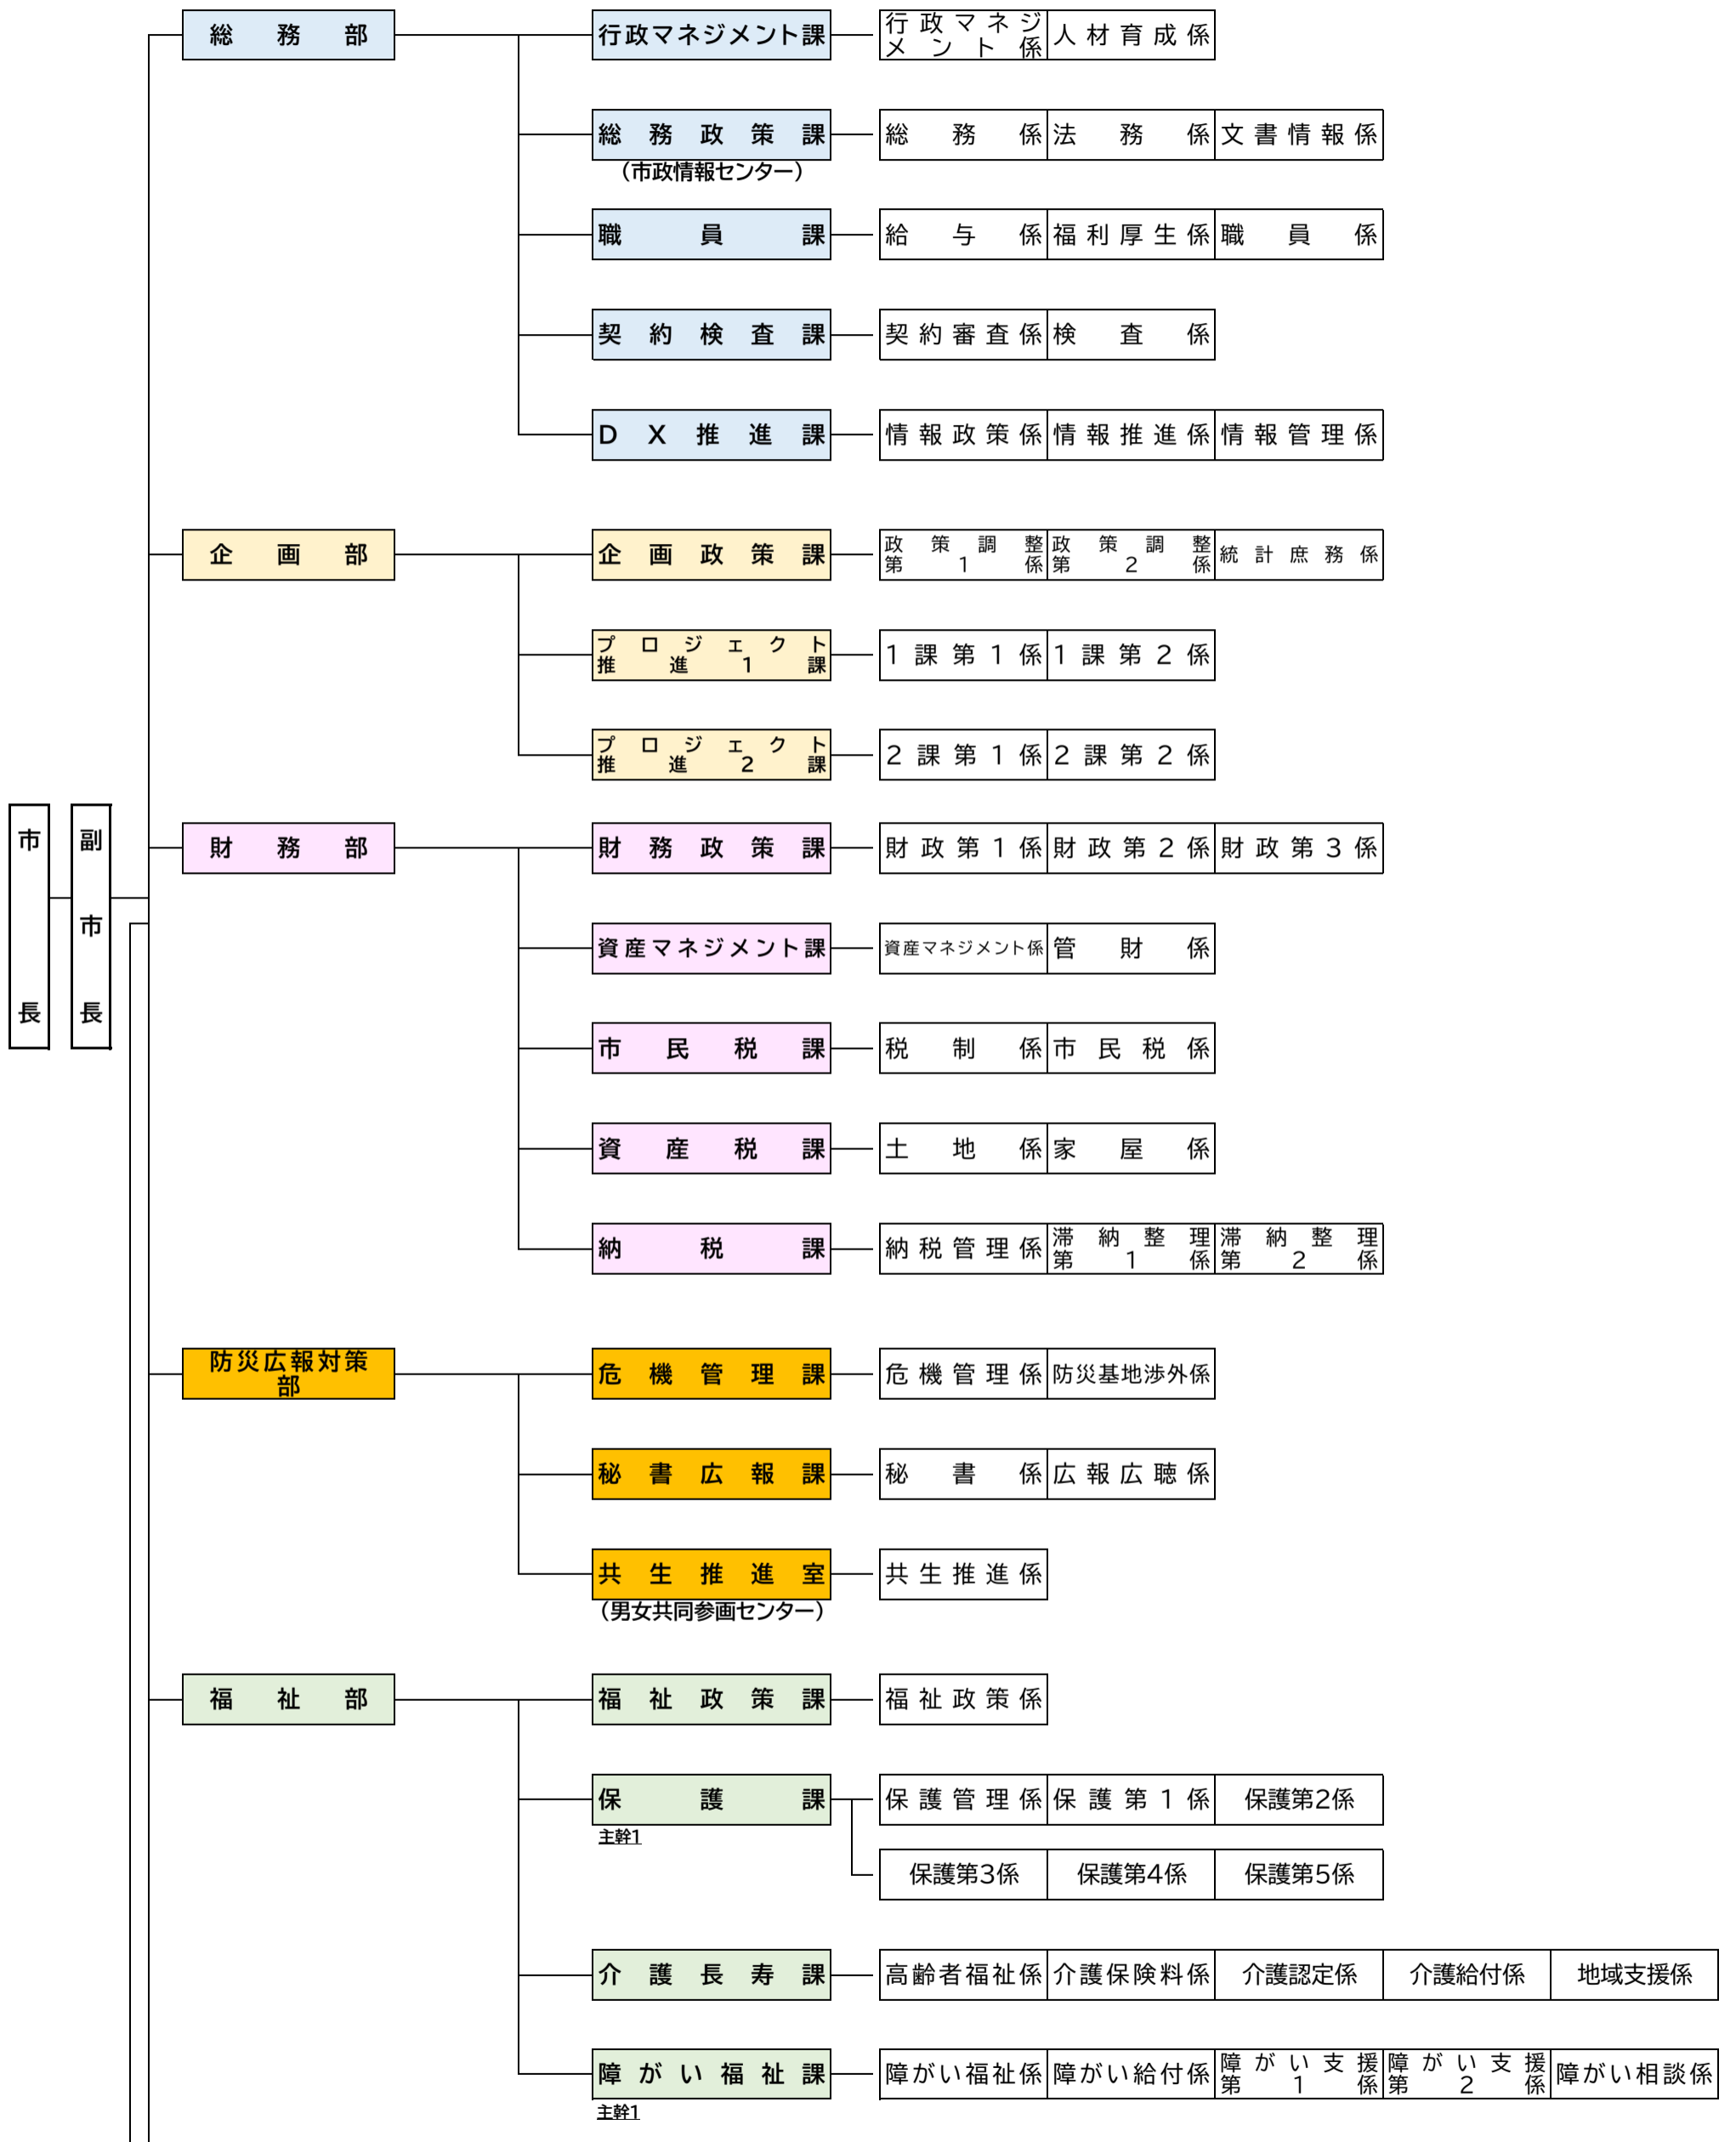 市長
副市長
総務部
行政マネジメント課
行政マネジ
メント係
人材育成係
総務政策課
(市政情報センター)
総務係
法務係
文書情報係
職員課
給与係
福利厚生係
職員係
契約検査課
契約審査係
検査係
DX推進課
情報政策係
情報推進係
情報管理係
企画部
企画政策課
政策調整
第1係
政策調整
第2係
統計庶務係
プロジェクト
推進1課
1課第1係
1課第2係
プロジェクト
推進2課
2課第1係
2課第2係
財務部
財務政策課
財政第1係
財政第2係
財政第3係
資産マネジメント課
資産マネジメント係
管財係
市民税課
税制係
市民税係
資産税課
土地係
家屋係
納税課
納税管理係
滞納整理
第1係
滞納整理
第2係
防災広報対策
部
危機管理課
危機管理係
防災基地渉外係
秘書広報課
秘書係
広報広聴係
共生推進室
(男女共同参画センター)
共生推進係
福祉部
福祉政策課
福祉政策係
保護課
主幹1
保護管理係
保護第1係
保護第2係
保護第3係
保護第4係
保護第5係
介護長寿課
高齢者福祉係
介護保険料係
介護認定係
介護給付係
地域支援係
障がい福祉課
主幹1
障がい福祉係
障がい給付係
障がい支援
第1係
障がい支援
第2係
障がい相談係